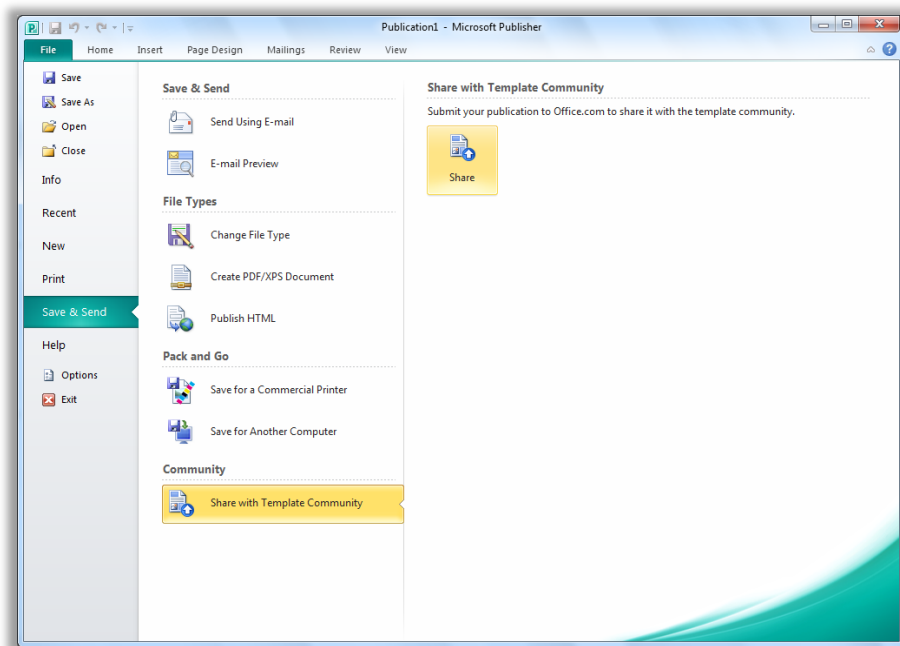 Publication1 - Microsoft Publisher
File Home Insert Page Design Mailings Review View
Save
Save As
Open
Close
Info
Recent
New
Print
Save & Send
Help
Options
Exit
Save & Send
Send Using E-mail
E-mail Preview
File Types
Change File Type
Create PDF/XPS Document
Publish HTML
Pack and Go
Save for a Commercial Printer
Save for Another Computer
Community
Share with Template Community
Share with Template Community
Submit your publication to Office.com to share it with the template community.
Share